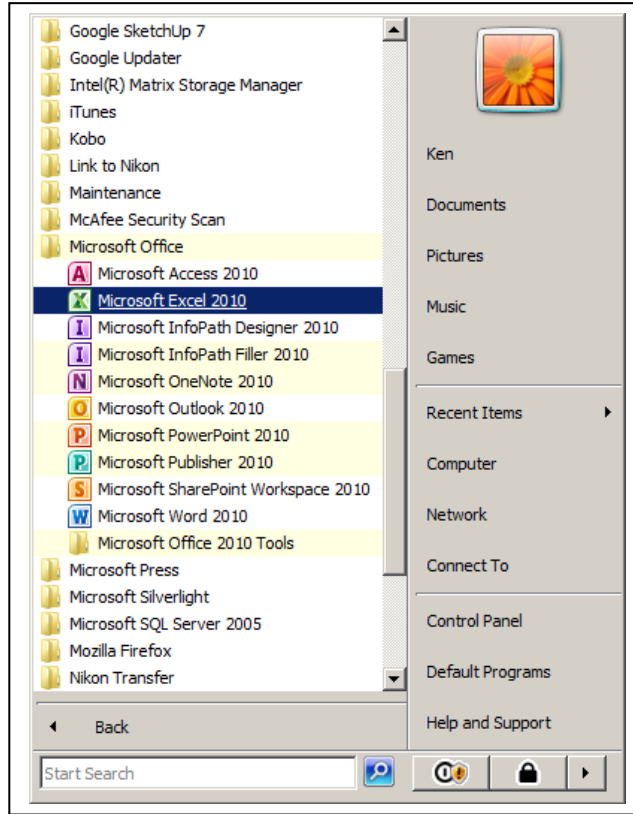 Google SketchUp 7
Google Updater
Intel(R) Matrix Storage Manager
iTunes
Kobo
Link to Nikon
Maintenance
McAfee Security Scan
Microsoft Office
Microsoft Access 2010
Microsoft Excel 2010
Microsoft InfoPath Designer 2010
Microsoft InfoPath Filler 2010
Microsoft OneNote 2010
Microsoft Outlook 2010
Microsoft PowerPoint 2010
Microsoft Publisher 2010
Microsoft SharePoint Workspace 2010
Microsoft Word 2010
Microsoft Office 2010 Tools
Microsoft Press
Microsoft Silverlight
Microsoft SQL Server 2005
Mozilla Firefox
Nikon Transfer
Back
Start Search
Ken
Documents
Pictures
Music
Games
Recent Items
Computer
Network
Connect To
Control Panel
Default Programs
Help and Support